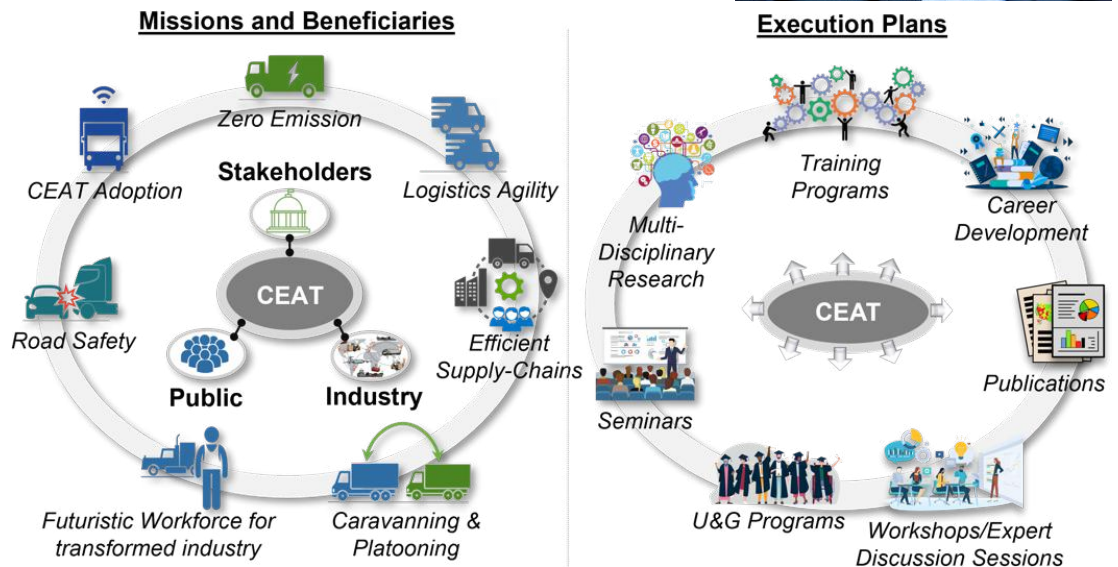 Missions and Beneficiaries
Zero Emission
CEAT Adoption
Stakeholders
Logistics Agility
CEAT
Road Safety
Efficient
Supply-Chains
Public
Industry
Futuristic Workforce for
transformed industry
Caravanning &
Platooning
Execution Plans
Training
Programs
Multi-
Disciplinary
Research
Career
Development
CEAT
Seminars
Publications
U&G Programs
Workshops/Expert
Discussion Sessions